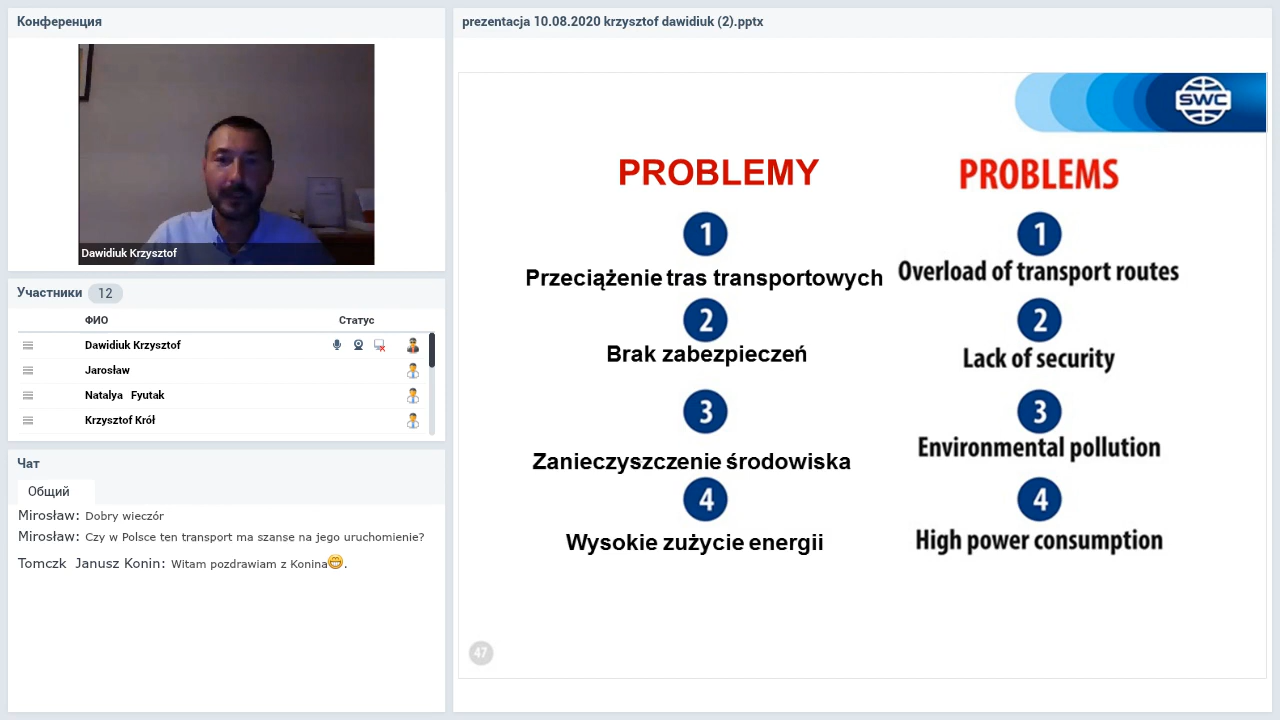 Конференция
Dawidiuk Krzysztof
Участники 12
ФИО Статус
Dawidiuk Krzysztof
Jarosław
Natalya Fyutak
Krzysztof Król
Чат
Общий
Mirosław: Dobry wieczór
Mirosław: Czy w Polsce ten transport ma szanse na jego uruchomienie?
Tomczk Janusz Konin: Witam pozdrawiam z Konina😁.
prezentacja 10.08.2020 krzysztof dawidiuk (2).pptx
SWC
PROBLEMY
1
Przeciążenie tras transportowych
2
Brak zabezpieczeń
3
Zanieczyszczenie środowiska
4
Wysokie zużycie energii
PROBLEMS
1
Overload of transport routes
2
Lack of security
3
Environmental pollution
4
High power consumption
47